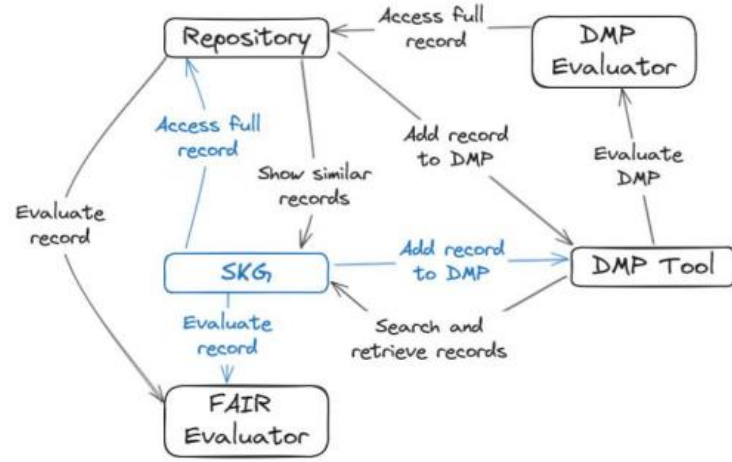 Access full
record
Repository
DMP
Evaluator
Access full
record
Add record
to DMP
Evaluate
DMP
Show similar
records
Evaluate
record
SKG
Add record
to DMP
DMP Tool
Evaluate
record
Search and
retrieve records
FAIR
Evaluator